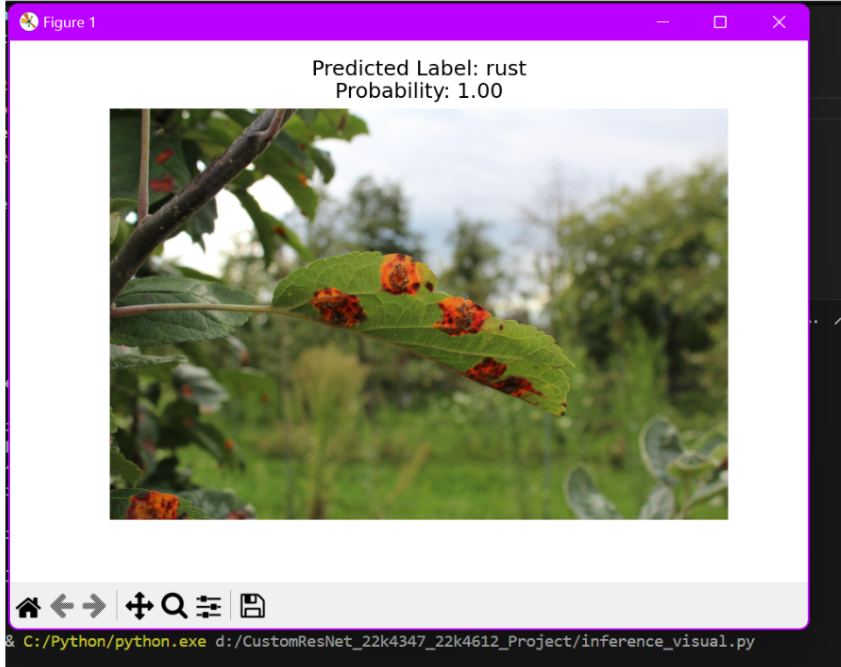 Figure 1
Predicted Label: rust
Probability: 1.00
& C:/Python/python.exe d:/CustomResNet_22k4347_22k4612_Project/inference_visual.py